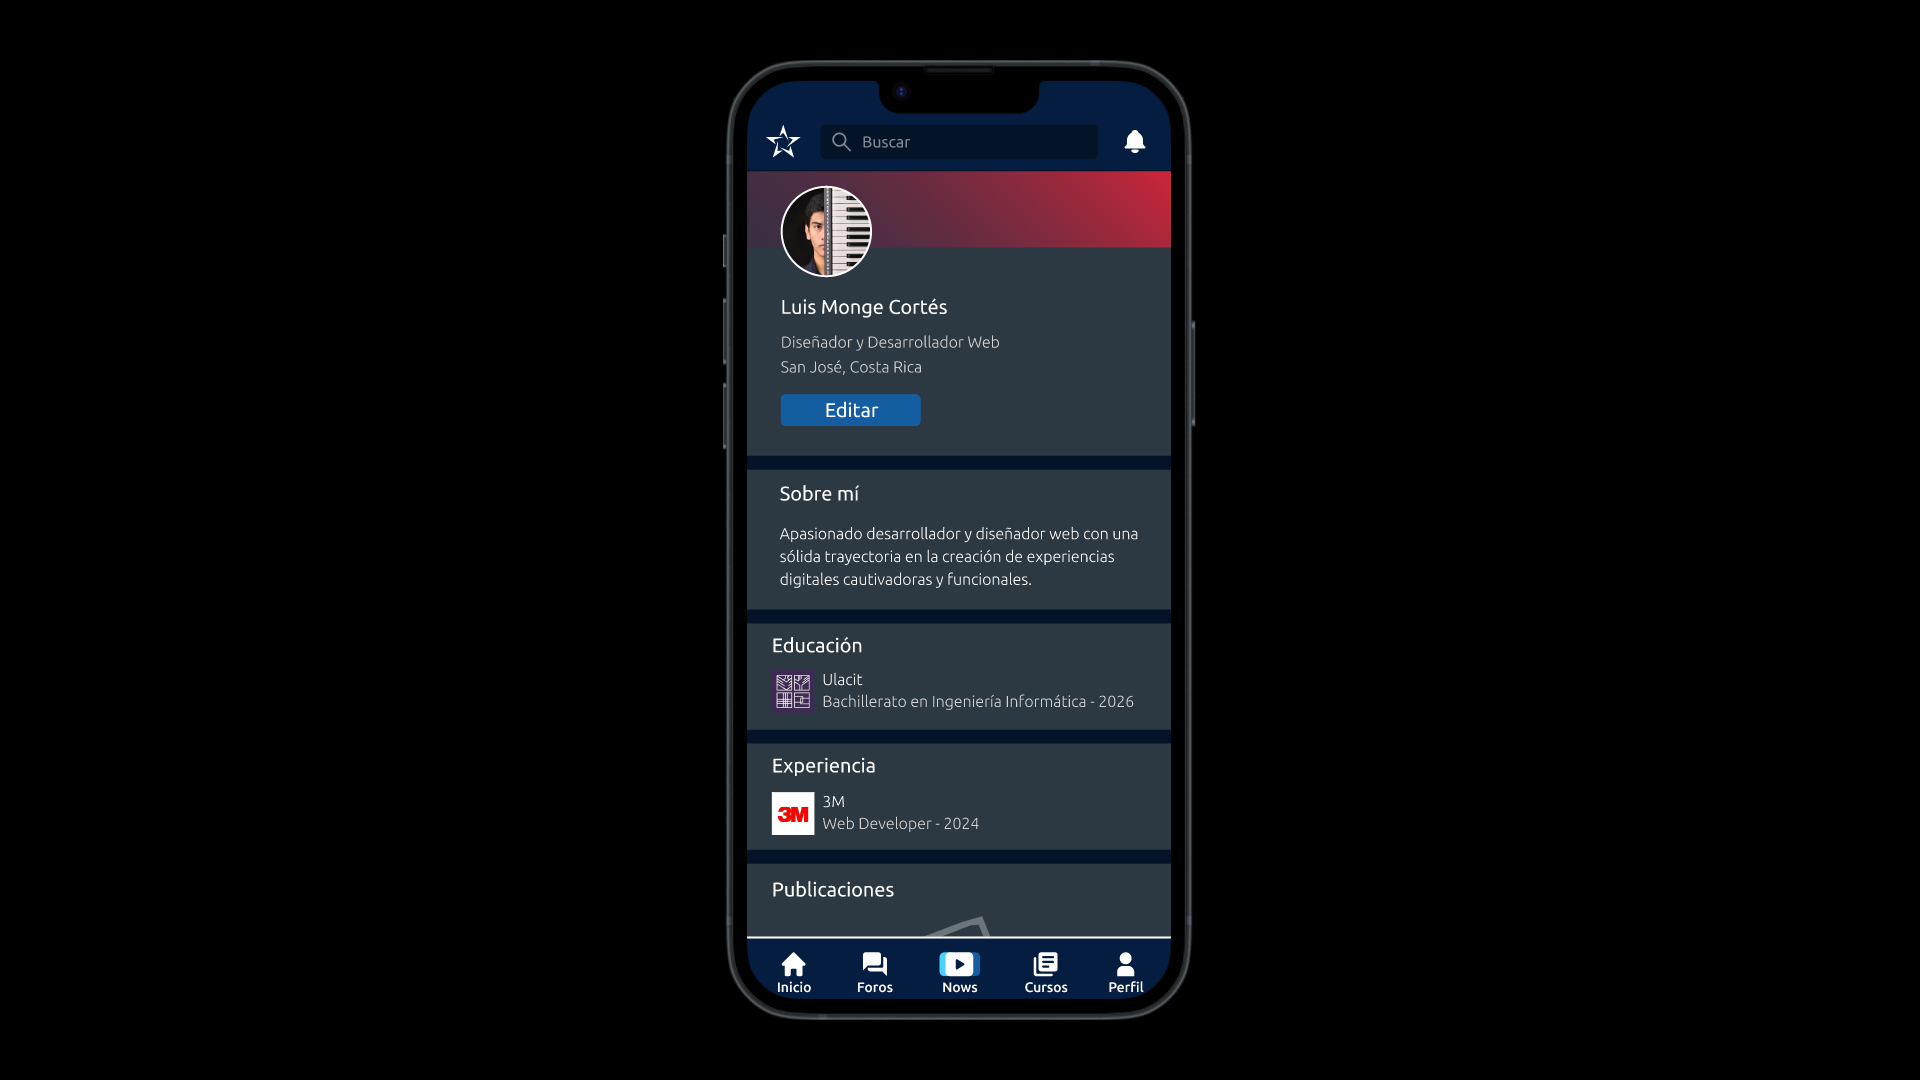 Buscar
Luis Monge Cortés
Diseñador y Desarrollador Web
San José, Costa Rica
Editar
Sobre mí
Apasionado desarrollador y diseñador web con una
sólida trayectoria en la creación de experiencias
digitales cautivadoras y funcionales.
Educación
Ulacit
Bachillerato en Ingeniería Informática - 2026
Experiencia
3M
3M
Web Developer - 2024
Publicaciones
Inicio
Foros
Nows
Cursos
Perfil